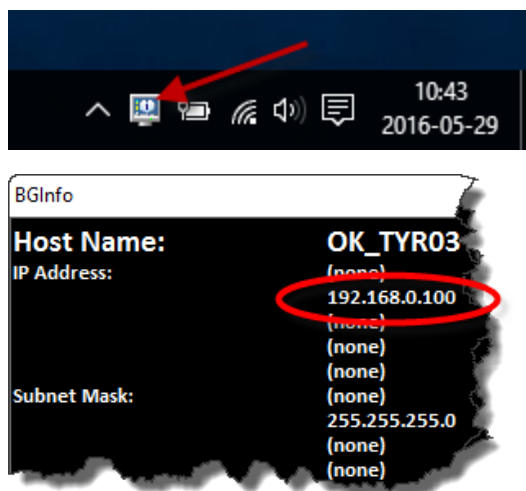 10:43
2016-05-29
BGInfo
Host Name: OK_TYR03
IP Address: (none)
192.168.0.100
(none)
(none)
(none)
Subnet Mask: (none)
255.255.255.0
(none)
(none)